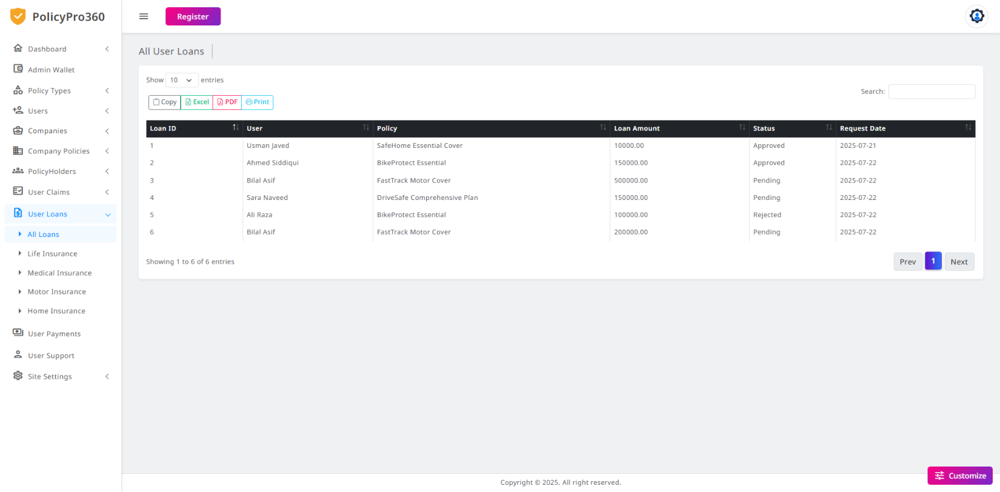 PolicyPro360
Register
Dashboard
Admin Wallet
Policy Types
Users
Companies
Company Policies
PolicyHolders
User Claims
User Loans
All Loans
Life Insurance
Medical Insurance
Motor Insurance
Home Insurance
User Payments
User Support
Site Settings
All User Loans
Show 10 entries
Search:
Copy Excel PDF Print
Loan ID User Policy Loan Amount Status Request Date
1 Usman Javed SafeHome Essential Cover 10000.00 Approved 2025-07-21
2 Ahmed Siddiqui BikeProtect Essential 150000.00 Approved 2025-07-22
3 Bilal Asif FastTrack Motor Cover 500000.00 Pending 2025-07-22
4 Sara Naveed DriveSafe Comprehensive Plan 150000.00 Pending 2025-07-22
5 Ali Raza BikeProtect Essential 100000.00 Rejected 2025-07-22
6 Bilal Asif FastTrack Motor Cover 200000.00 Pending 2025-07-22
Showing 1 to 6 of 6 entries
Prev 1 Next
Customize
Copyright © 2025. All right reserved.